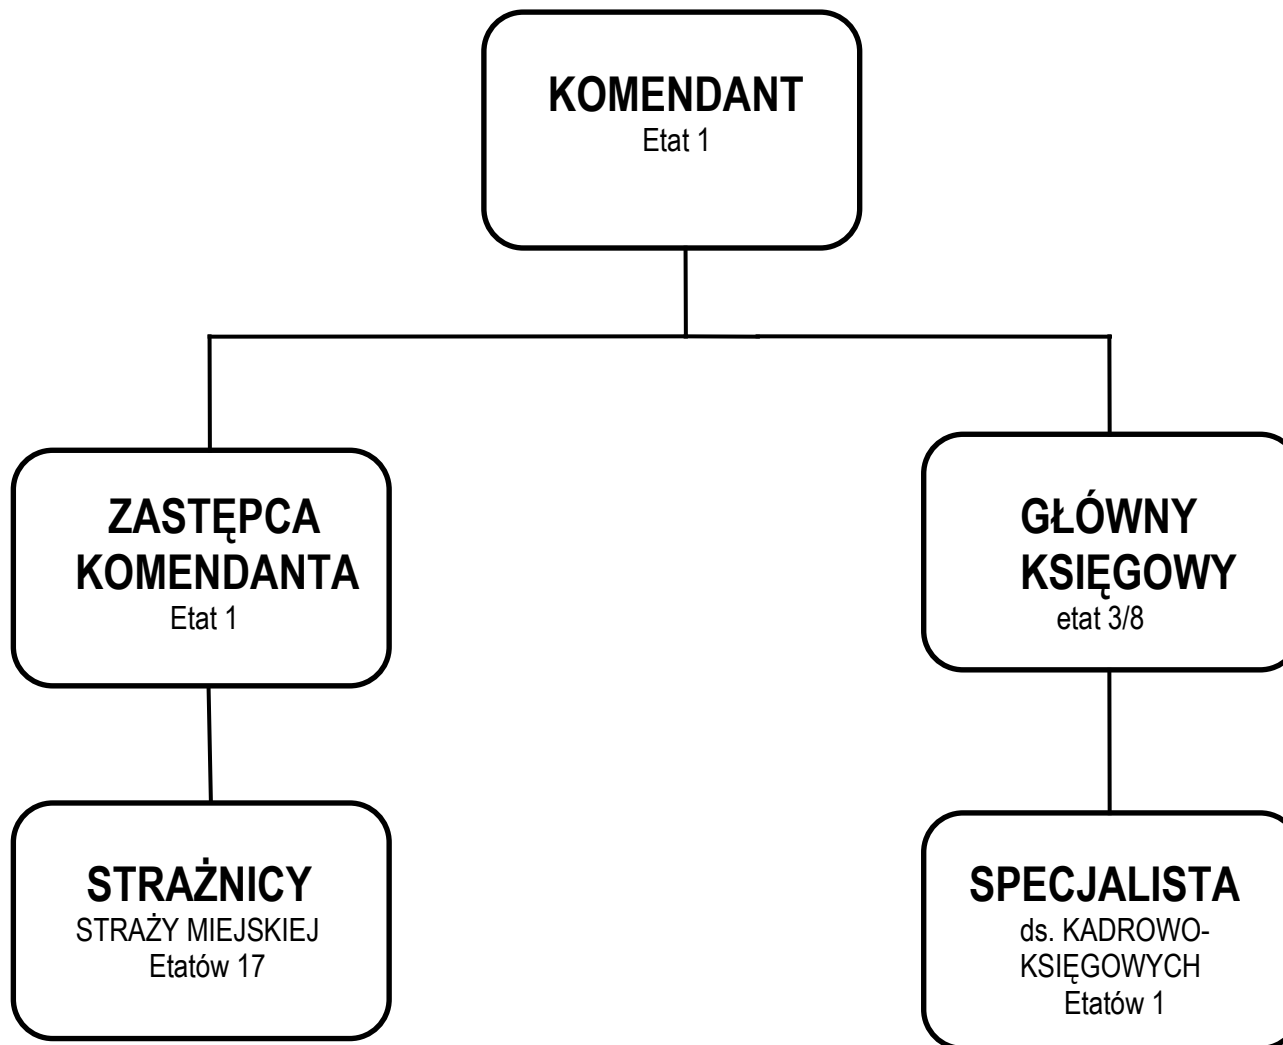 KOMENDANT
Etat 1
ZASTĘPCA
KOMENDANTA
Etat 1
GŁÓWNY
KSIĘGOWY
etat 3/8
STRAŻNICY
STRAŻY MIEJSKIEJ
Etatów 17
SPECJALISTA
ds. KADROWO-
KSIĘGOWYCH
Etatów 1